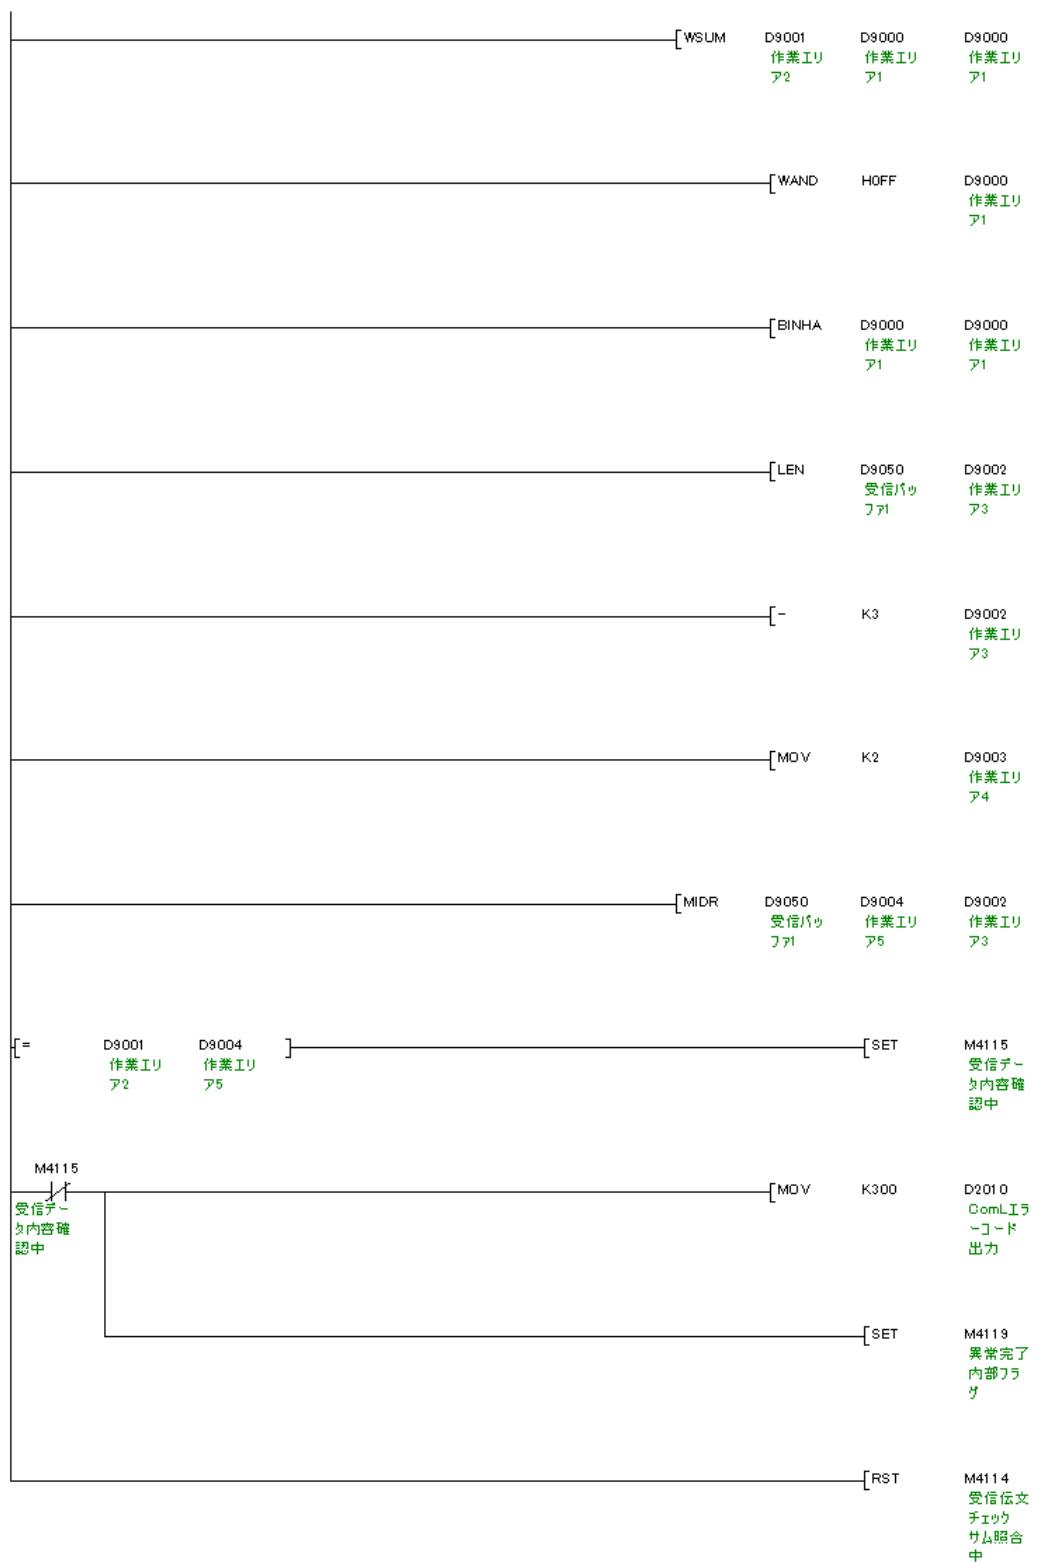 WSUM D9001 D9000 D9000
作業エリ 作業エリ 作業エリ
ア2 ア1 ア1
WAND H0FF D9000
作業エリ
ア1
BINHA D9000 D9000
作業エリ 作業エリ
ア1 ア1
LEN D9050 D9002
受信バッ 作業エリ
ファ1 ア3
- K3 D9002
作業エリ
ア3
MOV K2 D9003
作業エリ
ア4
MIDR D9050 D9004 D9002
受信バッ 作業エリ 作業エリ
ファ1 ア5 ア3
= D9001 D9004 SET M4115
作業エリ 作業エリ 受信デー
ア2 ア5 タ内容確
認中
M4115
MOV K300 D2010
受信デー ComLエラ
タ内容確 ーコード
認中 出力
SET M4119
異常完了
内部フラ
グ
RST M4114
受信伝文
チェック
サム照合
中